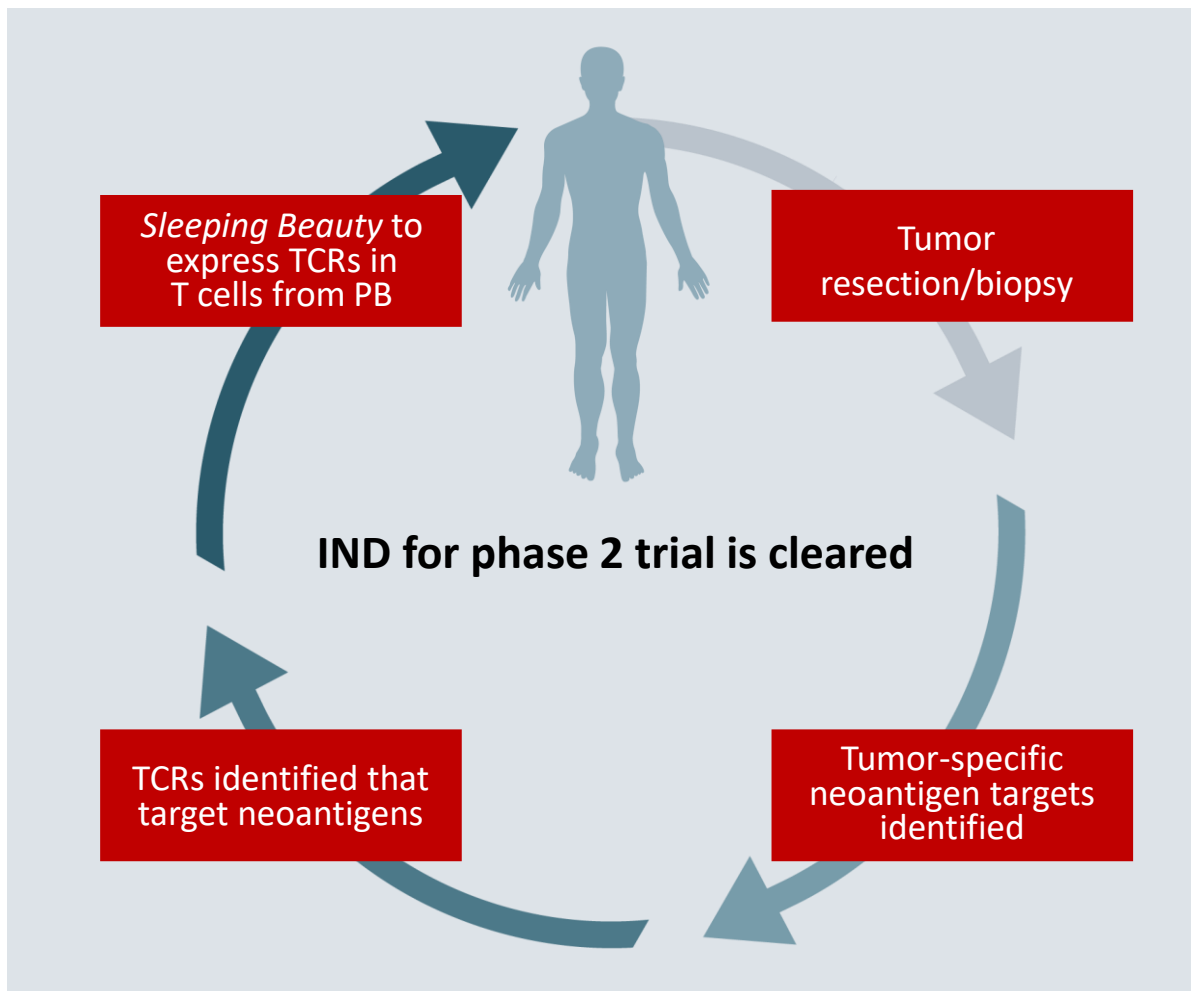 Sleeping Beauty to
express TCRs in
T cells from PB
Tumor
resection/biopsy
IND for phase 2 trial is cleared
TCRs identified that
target neoantigens
Tumor-specific
neoantigen targets
identified